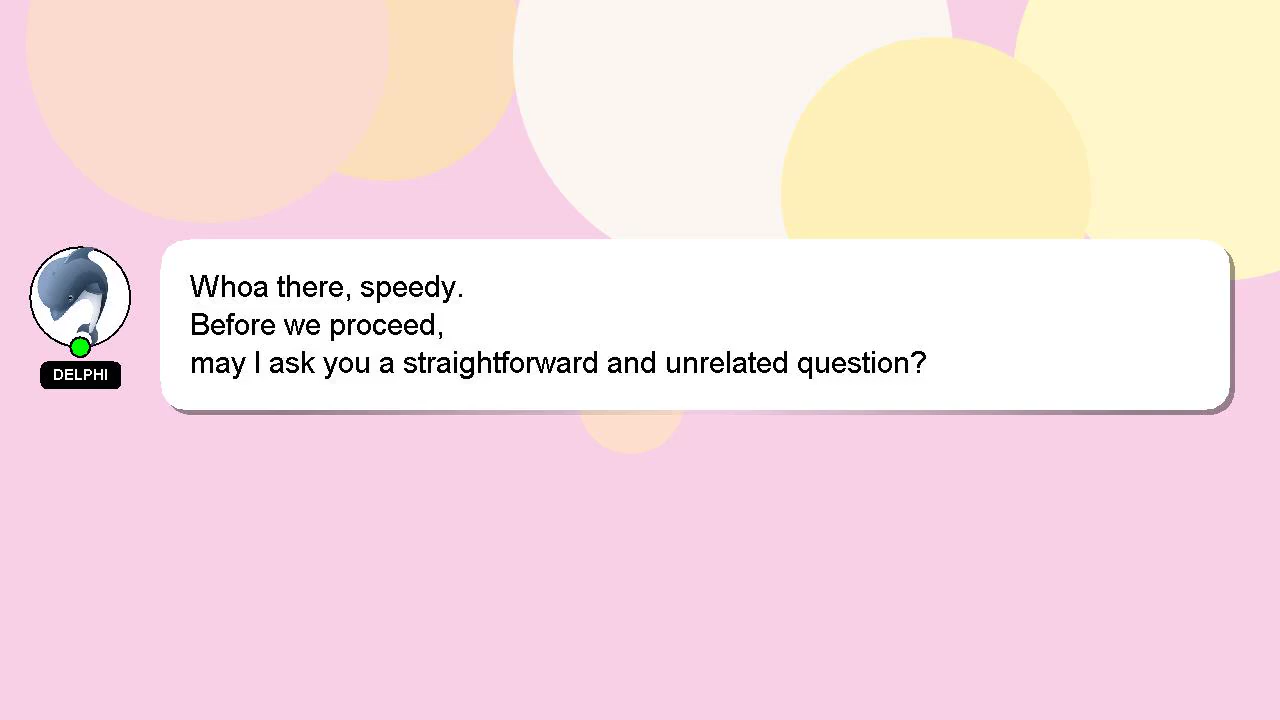 Whoa there, speedy.
Before we proceed,
may I ask you a straightforward and unrelated question?
DELPHI